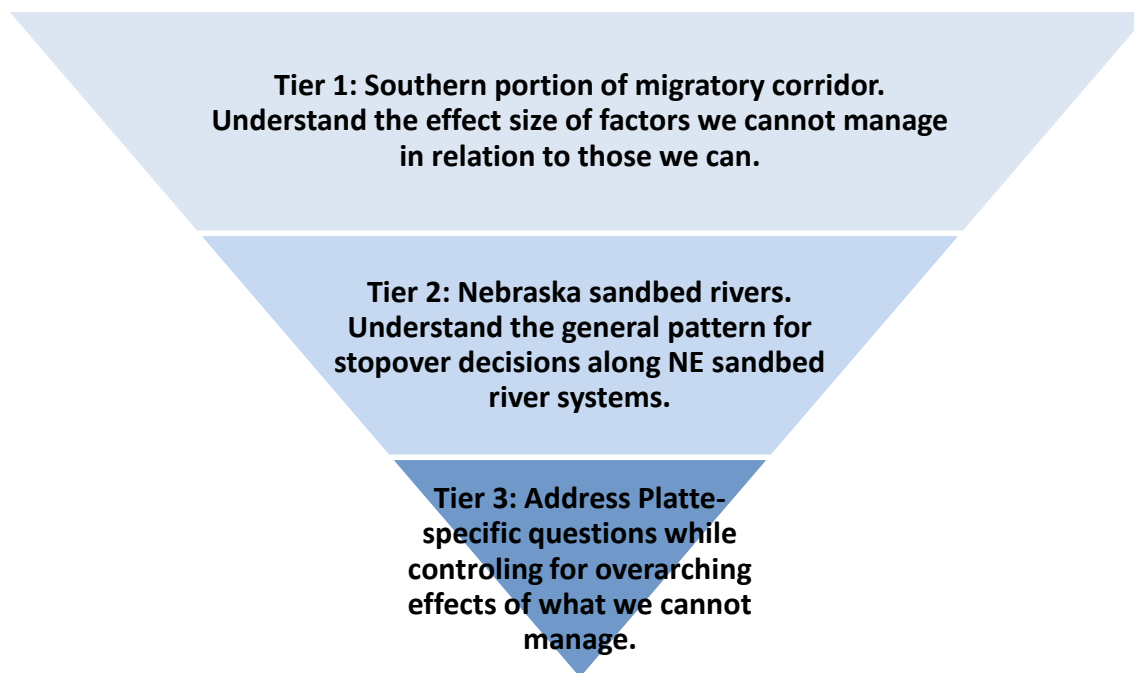 Tier 1: Southern portion of migratory corridor.
Understand the effect size of factors we cannot manage
in relation to those we can.
Tier 2: Nebraska sandbed rivers.
Understand the general pattern for
stopover decisions along NE sandbed
river systems.
Tier 3: Address Platte-
specific questions while
controling for overarching
effects of what we cannot
manage.